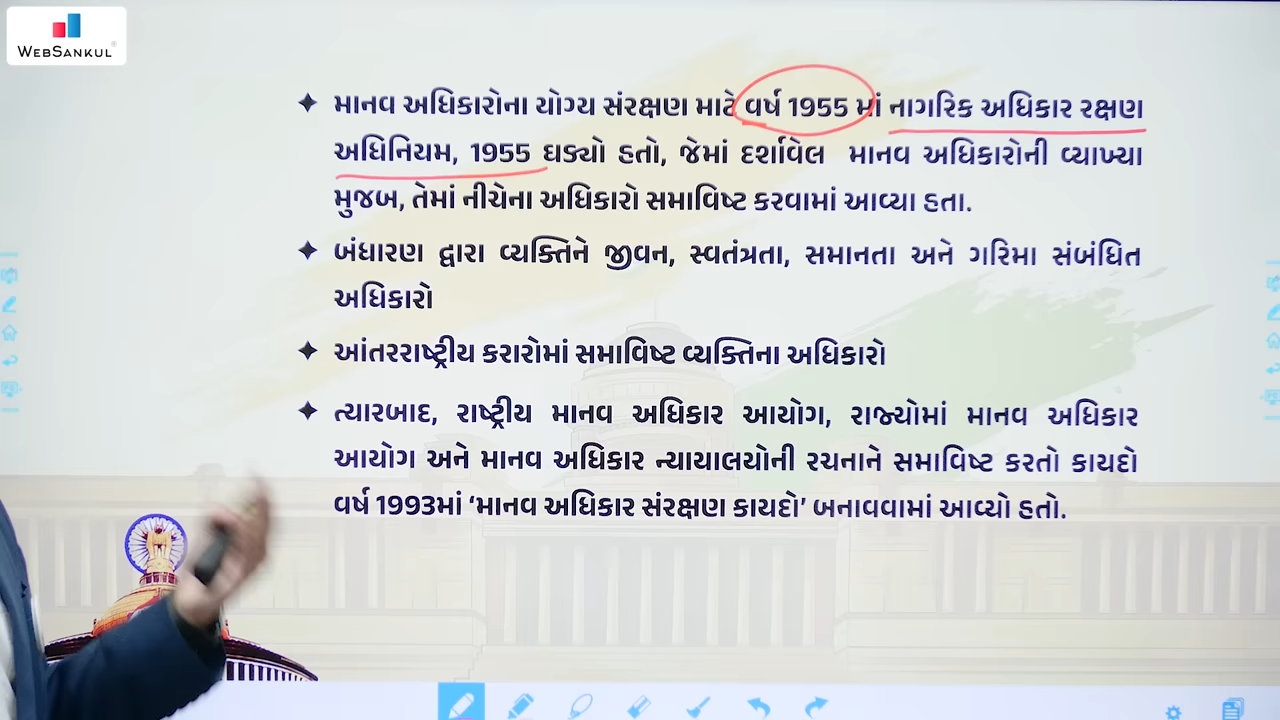 WEBSANKUL
માનવ અધિકારોના યોગ્ય સંરક્ષણ માટે વર્ષ 1955 માં નાગરિક અધિકાર રક્ષણ
અધિનિયમ, 1955 ઘડ્યો હતો, જેમાં દર્શાવેલ માનવ અધિકારોની વ્યાખ્યા
મુજબ, તેમાં નીચેના અધિકારો સમાવિષ્ટ કરવામાં આવ્યા હતા.
બંધારણ દ્વારા વ્યક્તિને જીવન, સ્વતંત્રતા, સમાનતા અને ગરિમા સંબંધિત
અધિકારો
આંતરરાષ્ટ્રીય કરારોમાં સમાવિષ્ટ વ્યક્તિના અધિકારો
ત્યારબાદ, રાષ્ટ્રીય માનવ અધિકાર આયોગ, રાજ્યોમાં માનવ અધિકાર
આયોગ અને માનવ અધિકાર ન્યાયાલયોની રચનાને સમાવિષ્ટ કરતો કાયદો
વર્ષ 1993માં ‘માનવ અધિકાર સંરક્ષણ કાયદો’ બનાવવામાં આવ્યો હતો.